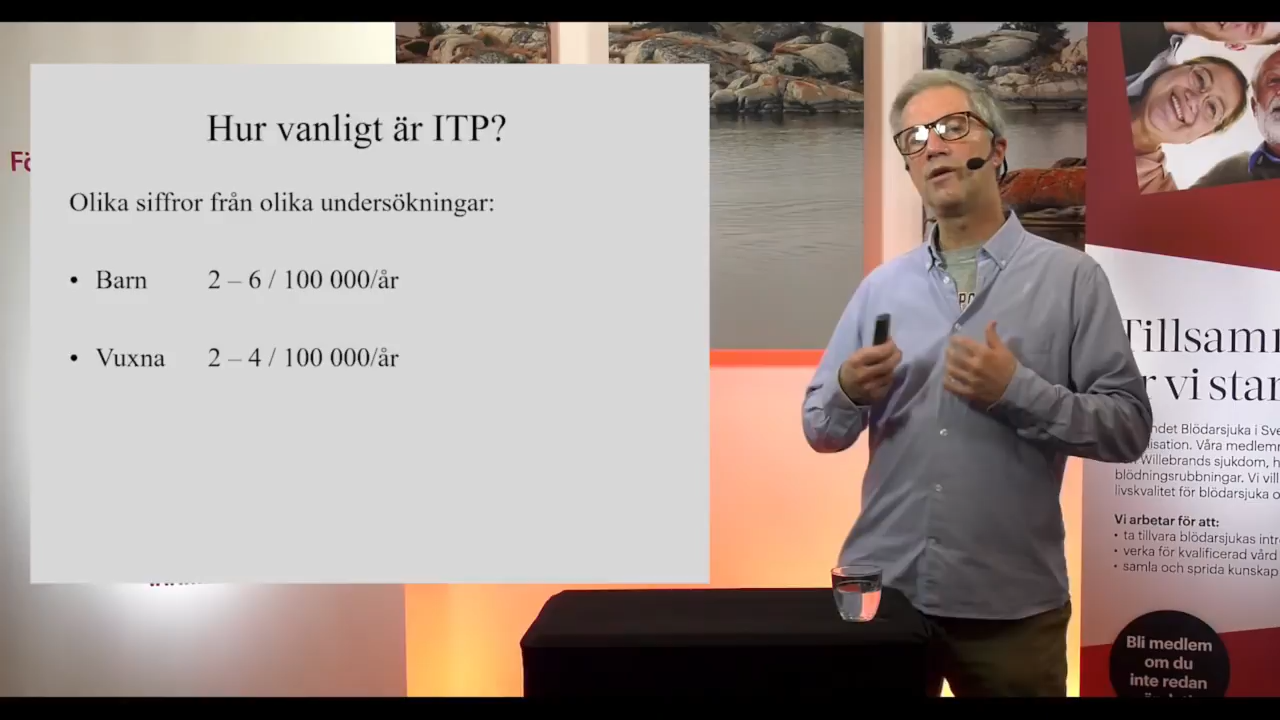 Hur vanligt är ITP?
Olika siffror från olika undersökningar:
• Barn 2 – 6 / 100 000/år
• Vuxna 2 – 4 / 100 000/år
Tillsam
vi star
ndet Blödarsjuka i Sve
isation. Våra medlem
Willebrands sjukdom, h
blödningsrubbningar. Vi vill
livskvalitet för blödarsjuka o
Vi arbetar för att:
• ta tillvara blödarsjukas intr
• verka för kvalificerad vård
• samla och sprida kunskap
Bli medlem
om du
inte redan